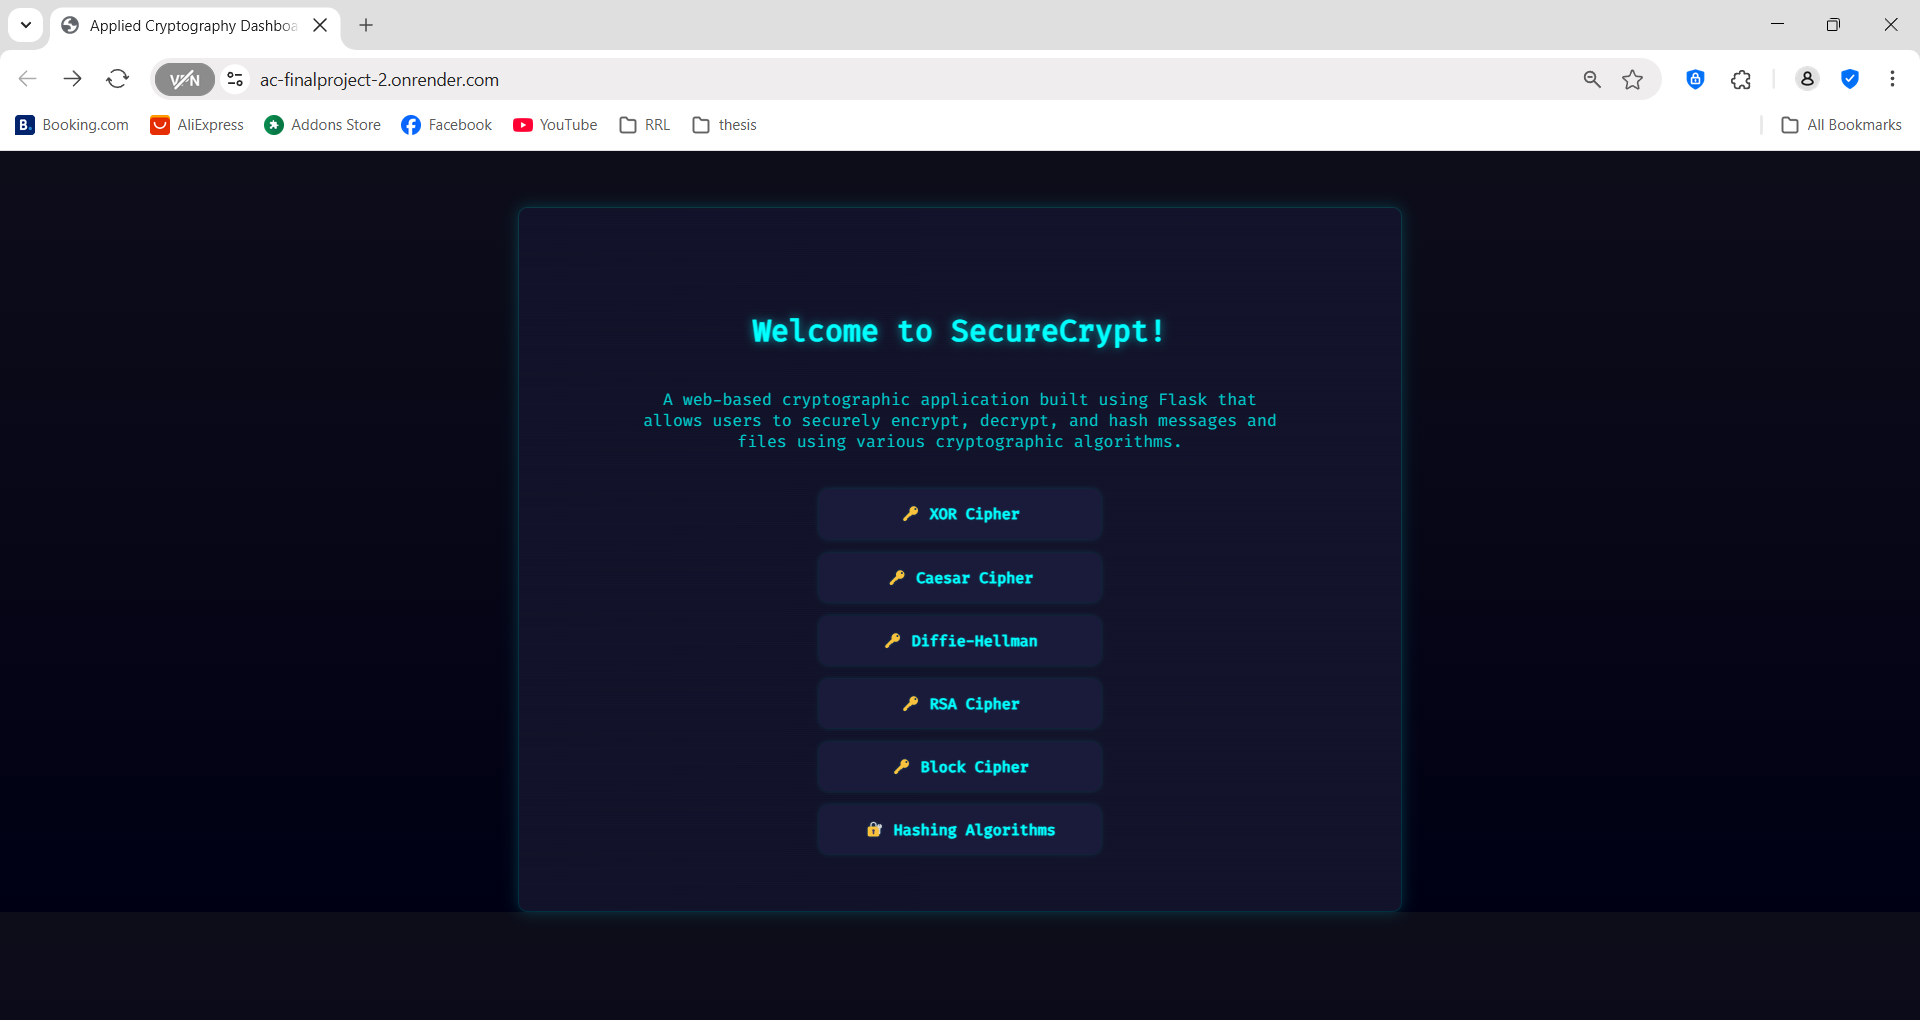 Applied Cryptography Dashboa
VPN
ac-finalproject-2.onrender.com
Booking.com
AliExpress
Addons Store
Facebook
YouTube
RRL
thesis
All Bookmarks
Welcome to SecureCrypt!
A web-based cryptographic application built using Flask that
allows users to securely encrypt, decrypt, and hash messages and
files using various cryptographic algorithms.
🔑 XOR Cipher
🔑 Caesar Cipher
🔑 Diffie-Hellman
🔑 RSA Cipher
🔑 Block Cipher
🔐 Hashing Algorithms